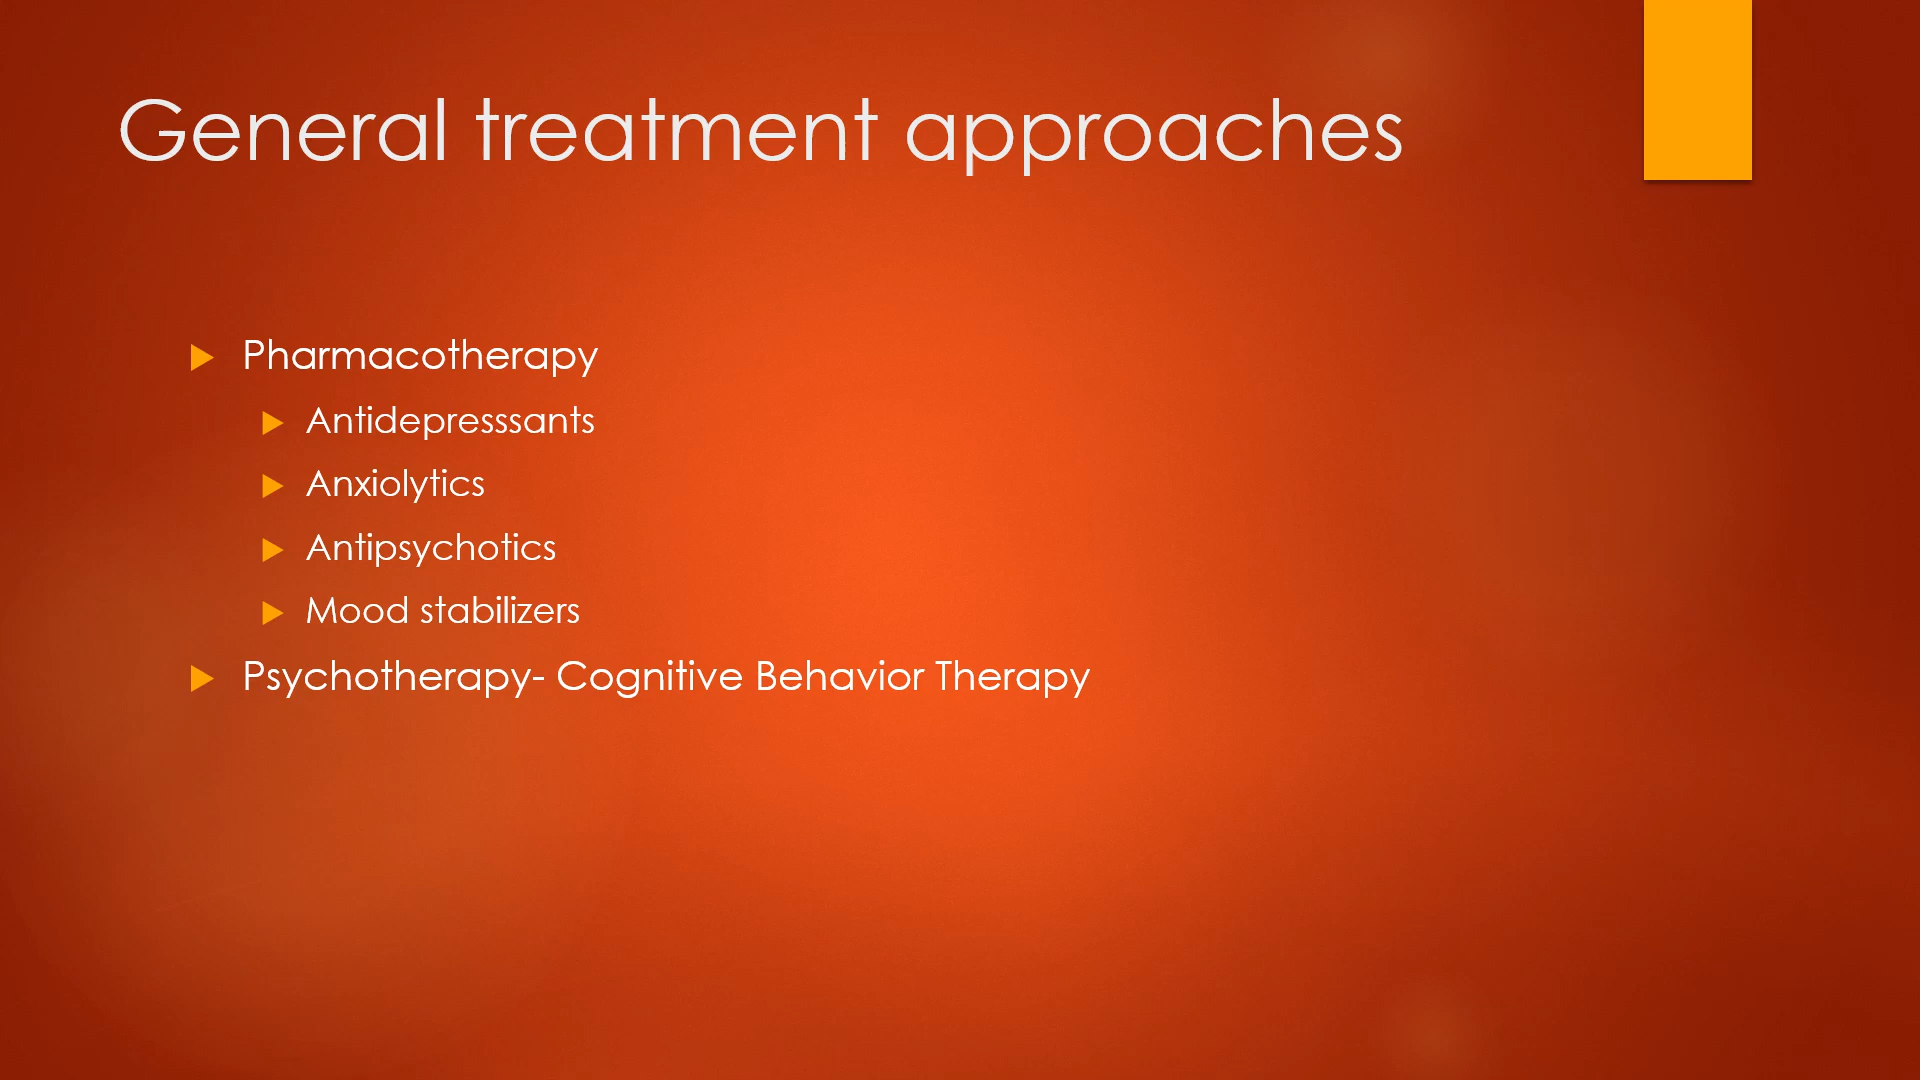 General treatment approaches
Pharmacotherapy
Antidepresssants
Anxiolytics
Antipsychotics
Mood stabilizers
Psychotherapy- Cognitive Behavior Therapy